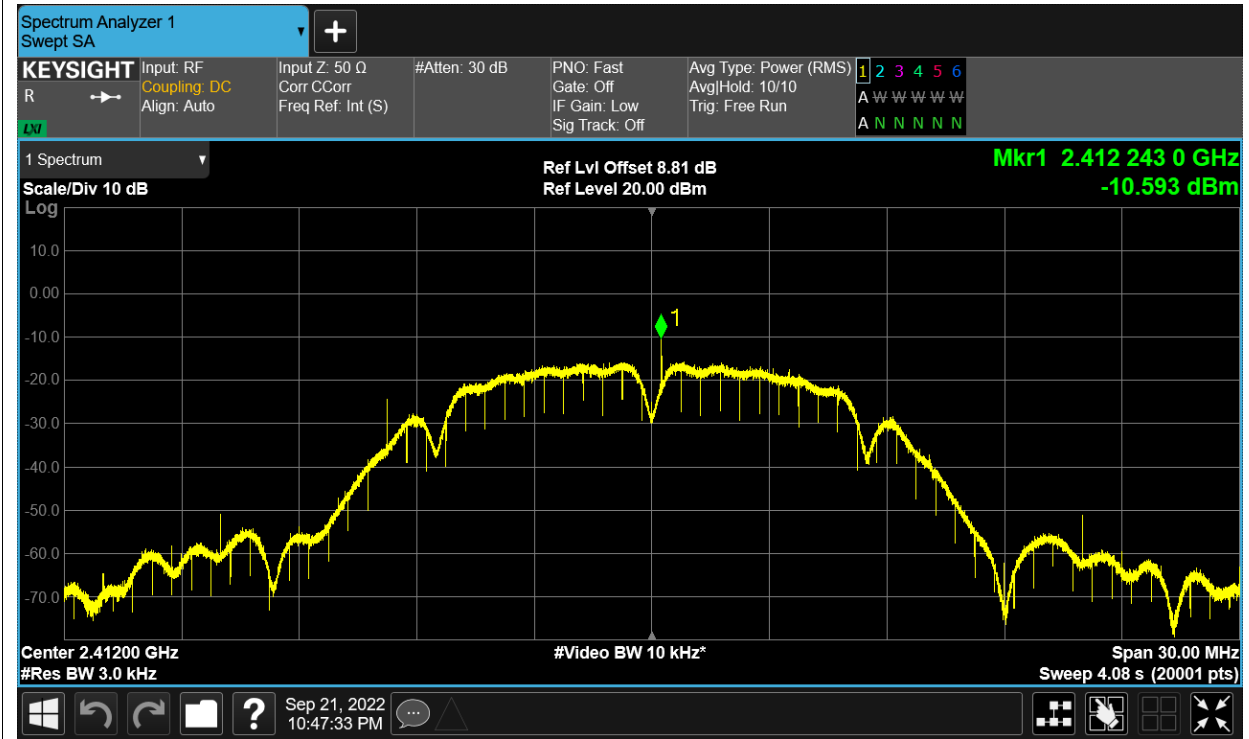 Spectrum Analyzer 1
Swept SA
KEYSIGHT
R
LXI
Input: RF
Coupling: DC
Align: Auto
Input Z: 50 Ω
Corr CCorr
Freq Ref: Int (S)
#Atten: 30 dB
PNO: Fast
Gate: Off
IF Gain: Low
Sig Track: Off
Avg Type: Power (RMS)
Avg|Hold: 10/10
Trig: Free Run
1 2 3 4 5 6
A W W W W W
A N N N N N
1 Spectrum
Scale/Div 10 dB
Log
Ref Lvl Offset 8.81 dB
Ref Level 20.00 dBm
Mkr1 2.412 243 0 GHz
-10.593 dBm
1
10.0
0.00
-10.0
-20.0
-30.0
-40.0
-50.0
-60.0
-70.0
Center 2.41200 GHz
#Res BW 3.0 kHz
#Video BW 10 kHz*
Span 30.00 MHz
Sweep 4.08 s (20001 pts)
?
Sep 21, 2022
10:47:33 PM